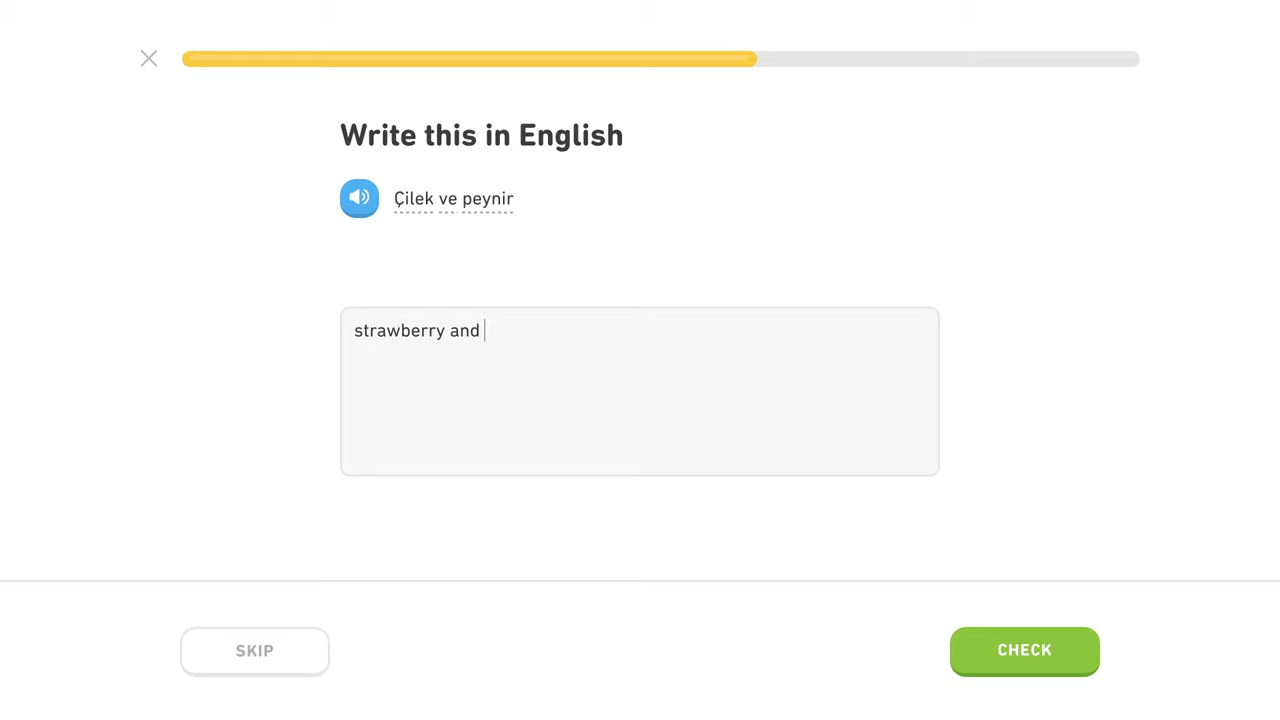 Write this in English
Çilek ve peynir
strawberry and
SKIP
CHECK